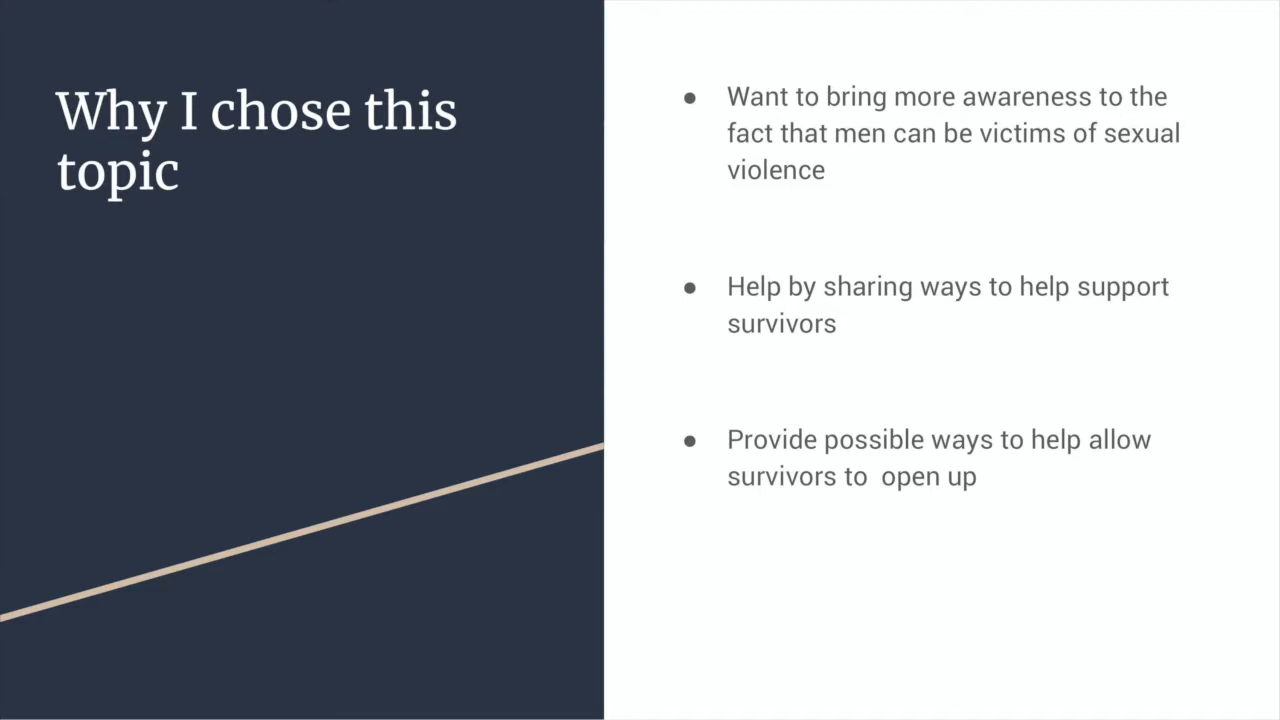 Why I chose this
topic
● Want to bring more awareness to the
fact that men can be victims of sexual
violence
● Help by sharing ways to help support
survivors
● Provide possible ways to help allow
survivors to  open up